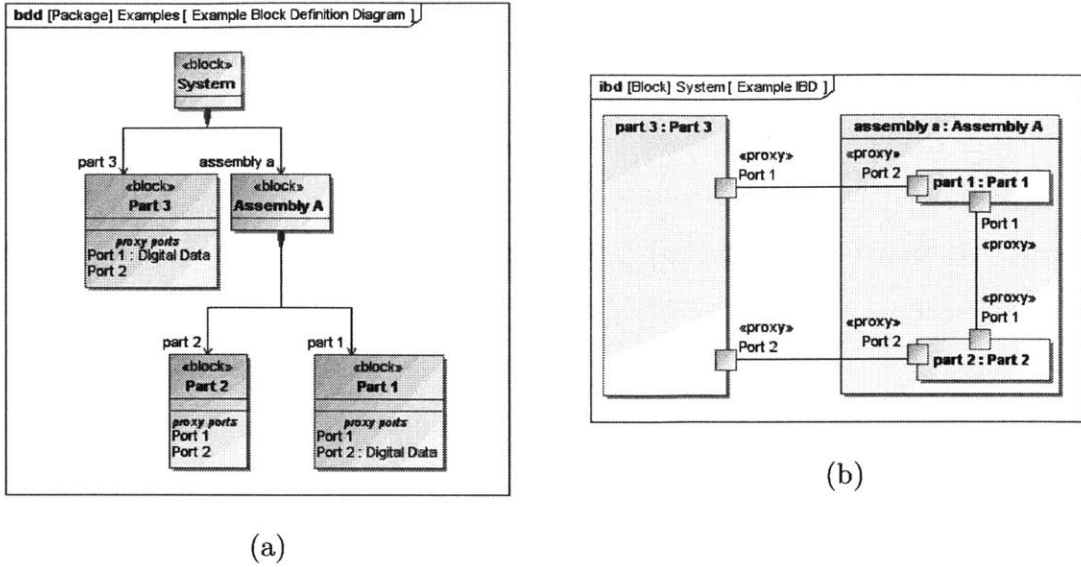 bdd [Package] Examples [ Example Block Definition Diagram ]
«block»
System
part 3
assembly a
«block»
Part 3
proxy ports
Port 1 : Digital Data
Port 2
«block»
Assembly A
part 2
part 1
«block»
Part 2
proxy ports
Port 1
Port 2
«block»
Part 1
proxy ports
Port 1
Port 2 : Digital Data
(a)
ibd [Block] System [ Example IBD ]
part 3 : Part 3
assembly a : Assembly A
«proxy»
Port 1
«proxy»
Port 2
part 1 : Part 1
Port 1
«proxy»
«proxy»
Port 1
«proxy»
Port 2
«proxy»
Port 2
part 2 : Part 2
(b)